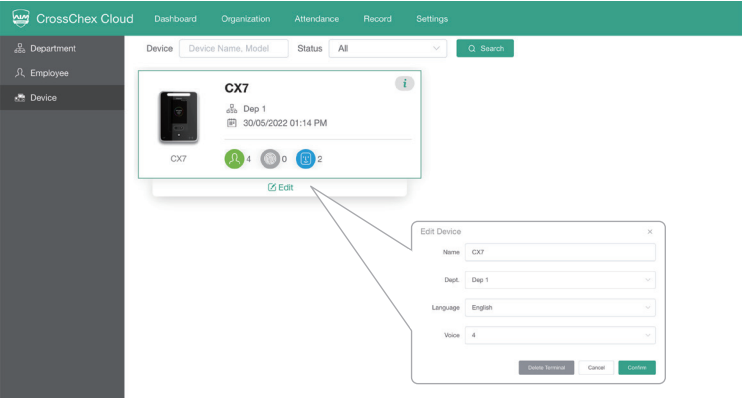 CrossChex Cloud Dashboard Organization Attendance Record Settings
Department
Employee
Device
Device Device Name, Model Status All Search
CX7
i
Dep 1
30/05/2022 01:14 PM
CX7
4 0 2
Edit
Edit Device ×
Name CX7
Dept. Dep 1
Language English
Voice 4
Delete Terminal Cancel Confirm